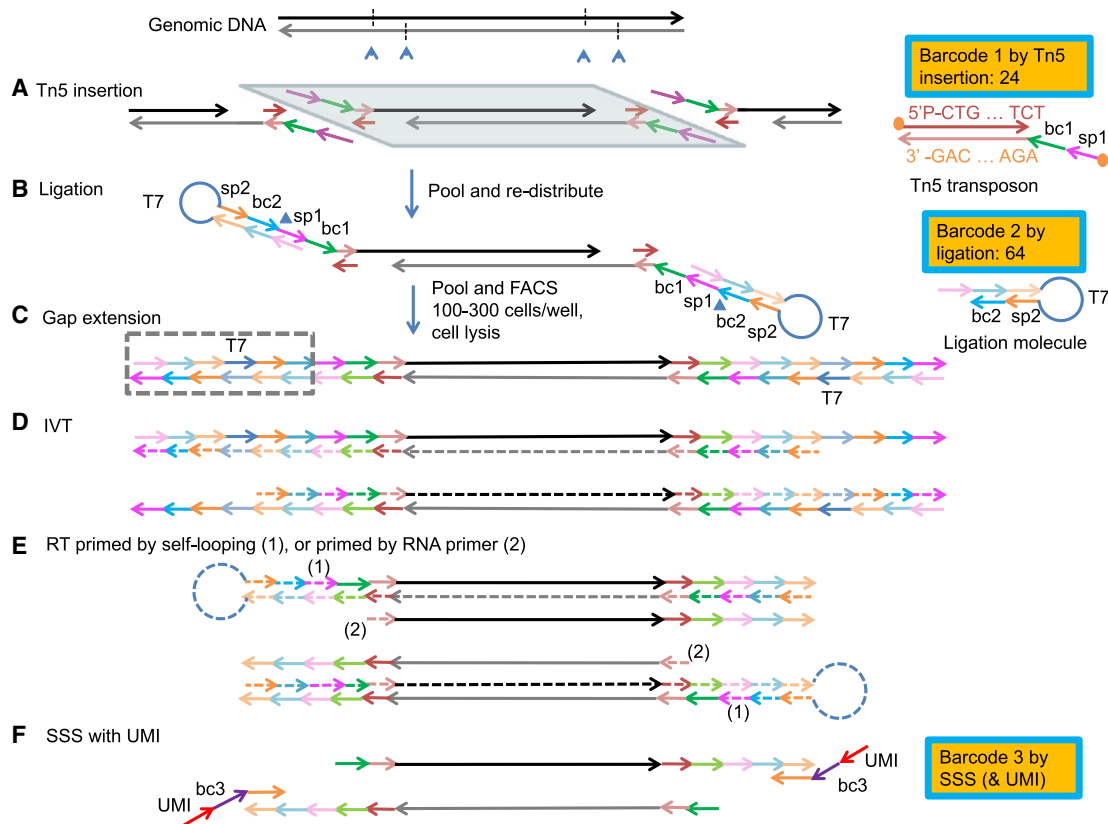 Genomic DNA
A Tn5 insertion
Barcode 1 by Tn5
insertion: 24
5'P-CTG ... TCT
bc1
sp1
3' -GAC ... AGA
Tn5 transposon
Pool and re-distribute
B Ligation
T7
sp2
bc2
sp1
bc1
Barcode 2 by
ligation: 64
T7
bc2
sp2
Ligation molecule
bc1
sp1
bc2
sp2
T7
Pool and FACS
100-300 cells/well,
cell lysis
C Gap extension
T7
T7
D IVT
E RT primed by self-looping (1), or primed by RNA primer (2)
(1)
(2)
(2)
(1)
F SSS with UMI
UMI
bc3
bc3
UMI
Barcode 3 by
SSS (& UMI)